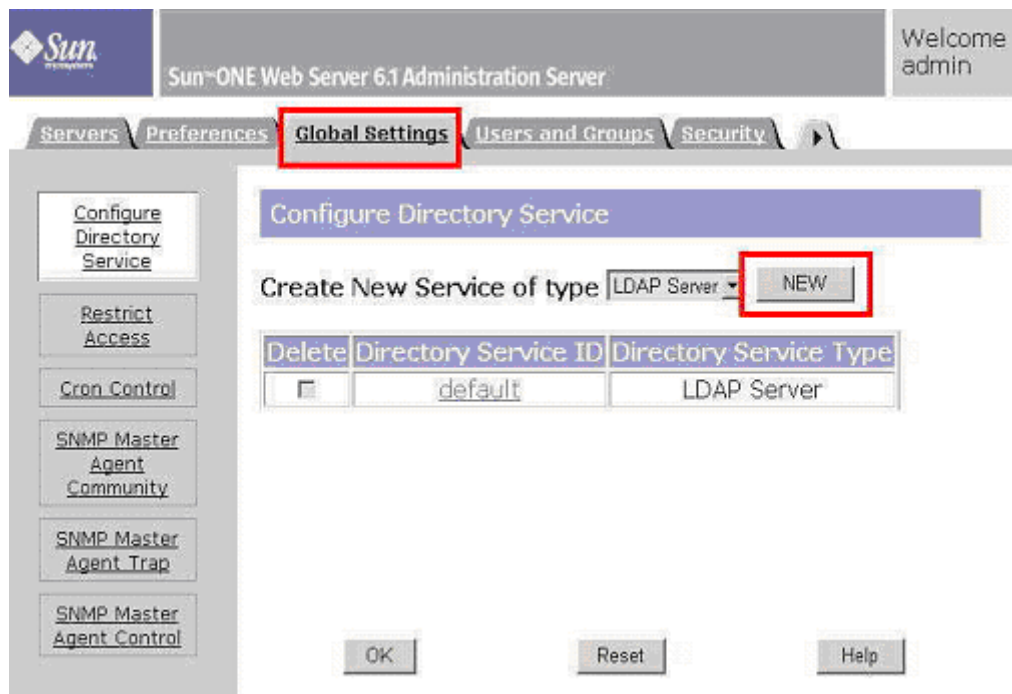 Sun
microsystems
Sun™ONE Web Server 6.1 Administration Server
Welcome
admin
Servers Preferences Global Settings Users and Groups Security
Configure
Directory
Service
Restrict
Access
Cron Control
SNMP Master
Agent
Community
SNMP Master
Agent Trap
SNMP Master
Agent Control
Configure Directory Service
Create New Service of type LDAP Server NEW
Delete Directory Service ID Directory Service Type
default LDAP Server
OK Reset Help